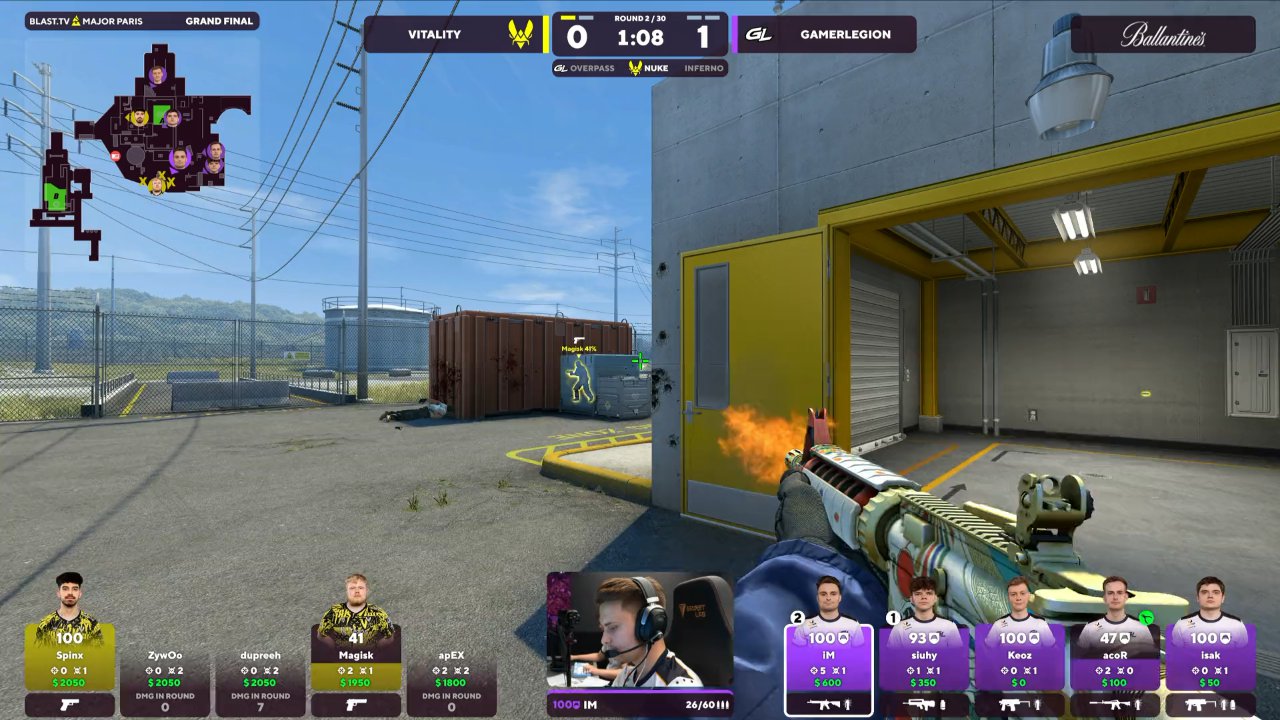 BLAST.TV MAJOR PARIS GRAND FINAL
VITALITY 0 ROUND 2 / 30 1:08 1 GL GAMERLEGION
Ballantine's
GL OVERPASS NUKE INFERNO
Magisk 41%
100 41 2 100 1 93 100 47 100
Spinx ZywOo dupreeh Magisk apEX iM siuhy Keoz acoR isak
0 1 0 2 0 2 2 1 2 2 5 1 1 1 0 1 2 0 0 1
$2050 $2050 $2050 $1950 $1800 $600 $350 $0 $100 $50
DMG IN ROUND DMG IN ROUND DMG IN ROUND
0 7 0
100 IM 26/60
SECRET LAB